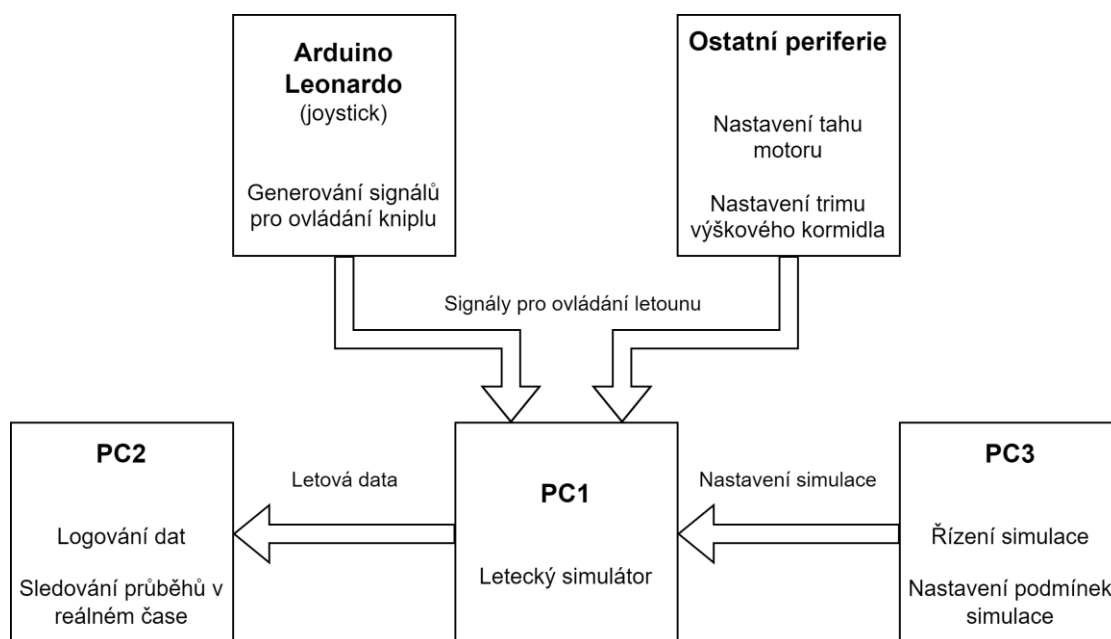 Arduino
Leonardo
(joystick)
Generování signálů
pro ovládání kniplu
Ostatní periferie
Nastavení tahu
motoru
Nastavení trimu
výškového kormidla
Signály pro ovládání letounu
PC2
Logování dat
Sledování průběhů v
reálném čase
Letová data
PC1
Letecký simulátor
Nastavení simulace
PC3
Řízení simulace
Nastavení podmínek
simulace